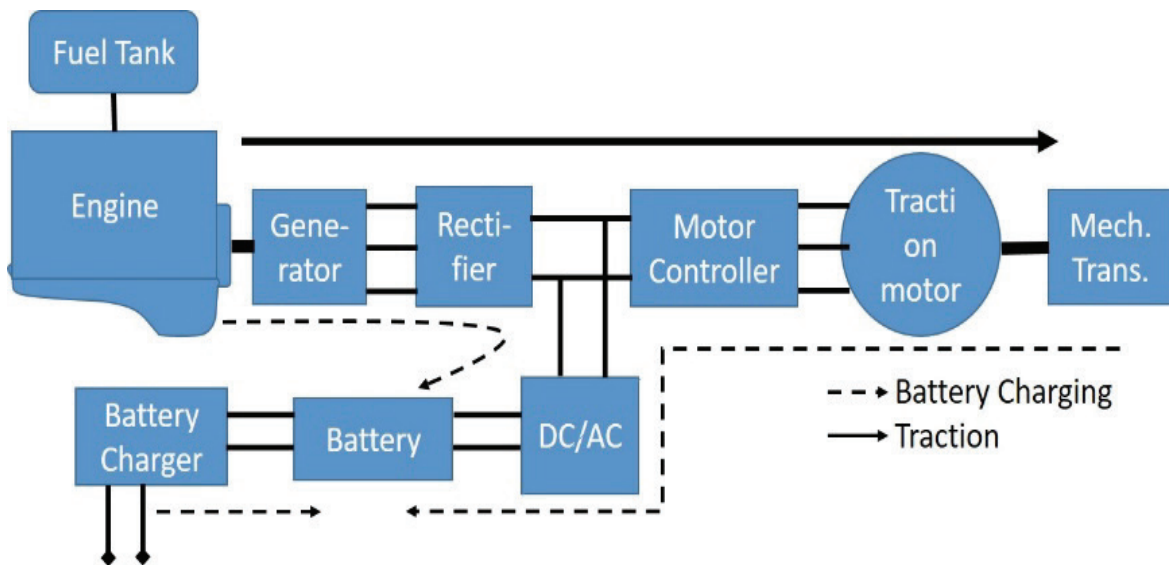 Fuel Tank
Engine
Gene-
rator
Recti-
fier
Motor
Controller
Tracti
on
motor
Mech.
Trans.
Battery
Charger
Battery
DC/AC
Battery Charging
Traction